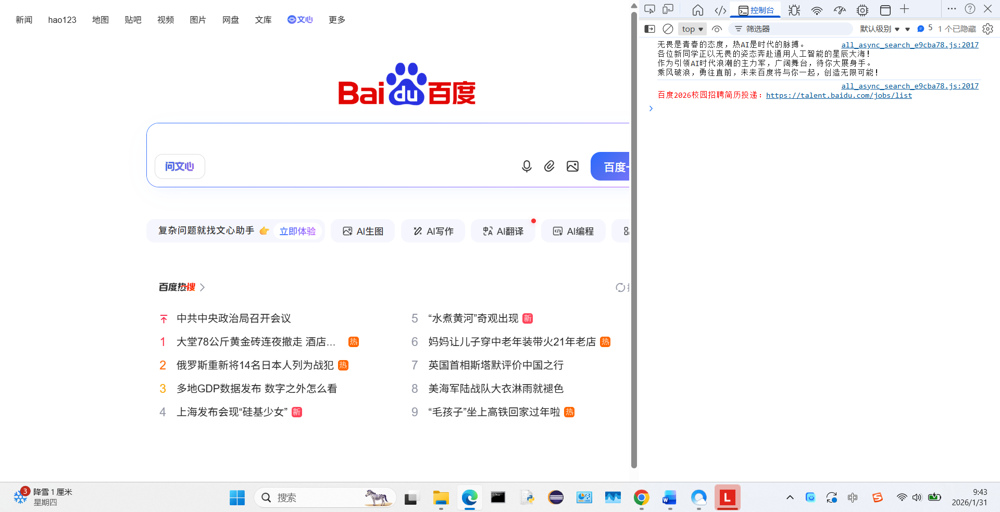 新闻 hao123 地图 贴吧 视频 图片 网盘 文库 文心 更多
Bai du 百度
问文心
百度一
复杂问题就找文心助手 立即体验 AI生图 AI写作 AI翻译 AI编程
百度热搜
中共中央政治局召开会议
1 大堂78公斤黄金砖连夜撤走 酒店... 热
2 俄罗斯重新将14名日本人列为战犯 热
3 多地GDP数据发布 数字之外怎么看
4 上海发布会现“硅基少女” 新
5 “水煮黄河”奇观出现 新
6 妈妈让儿子穿中老年装带火21年老店 热
7 英国首相斯塔默评价中国之行
8 美海军陆战队大衣淋雨就褪色
9 “毛孩子”坐上高铁回家过年啦 热
控制台
top 筛选器 默认级别 5 1 个已隐藏
无畏是青春的态度，热AI是时代的脉搏。 all_async_search_e9cba78.js:2017
各位新同学正以无畏的姿态奔赴通用人工智能的星辰大海！
作为引领AI时代浪潮的主力军，广阔舞台，待你大展身手。
乘风破浪，勇往直前，未来百度将与你一起，创造无限可能！
all_async_search_e9cba78.js:2017
百度2026校园招聘简历投递：https://talent.baidu.com/jobs/list
3 降雪 1 厘米
星期四
搜索
L
中
9:43
2026/1/31